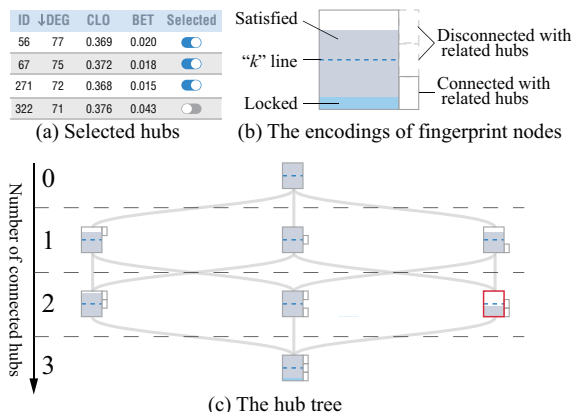 ID ↓DEG CLO BET Selected
56 77 0.369 0.020
67 75 0.372 0.018
271 72 0.368 0.015
322 71 0.376 0.043
(a) Selected hubs
Satisfied
“k” line
Locked
Disconnected with
related hubs
Connected with
related hubs
(b) The encodings of fingerprint nodes
Number of connected hubs
0
1
2
3
(c) The hub tree